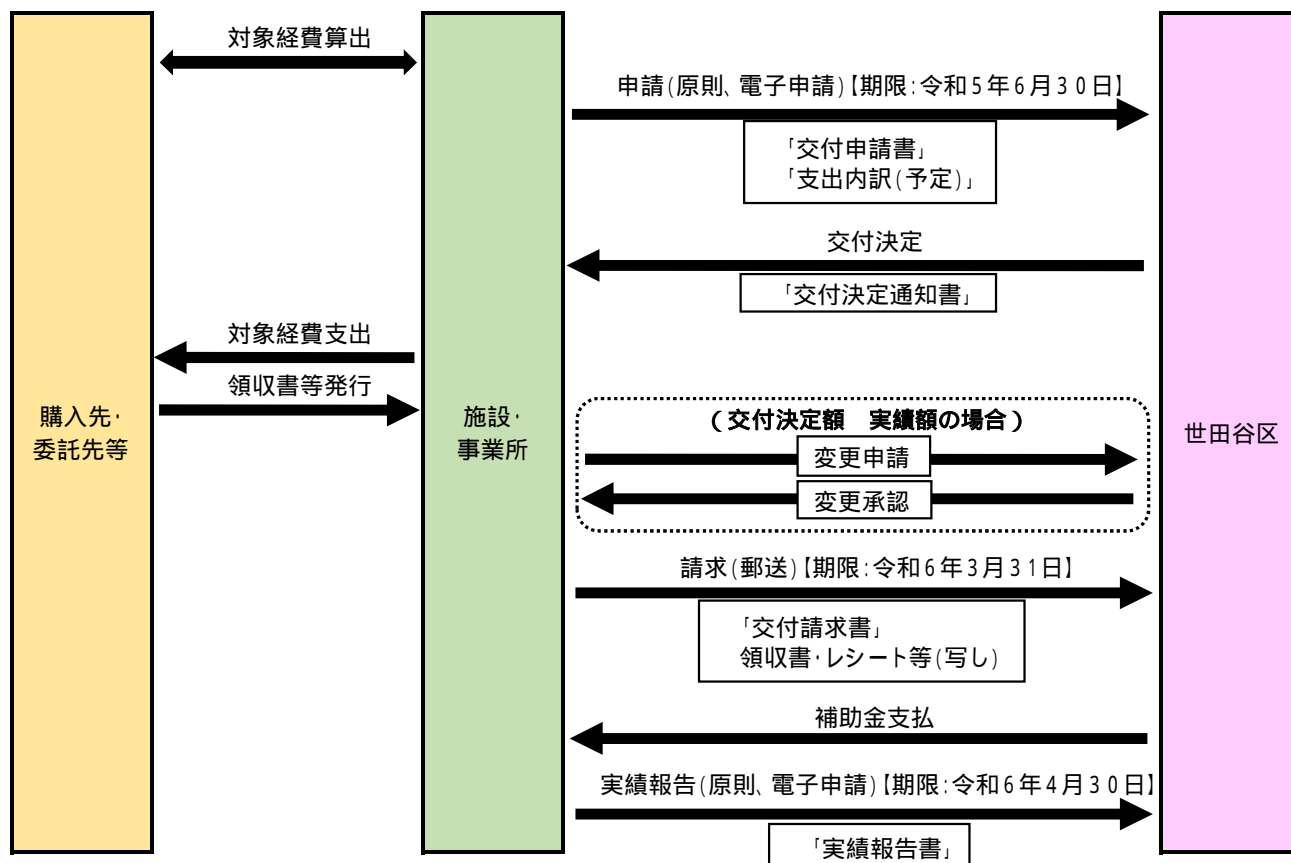 対象経費算出
申請(原則、電子申請)【期限:令和5年6月30日】
「交付申請書」
「支出内訳(予定)」
交付決定
「交付決定通知書」
対象経費支出
領収書等発行
購入先・
委託先等
施設・
事業所
世田谷区
(交付決定額　実績額の場合)
変更申請
変更承認
請求(郵送)【期限:令和6年3月31日】
「交付請求書」
領収書・レシート等(写し)
補助金支払
実績報告(原則、電子申請)【期限:令和6年4月30日】
「実績報告書」